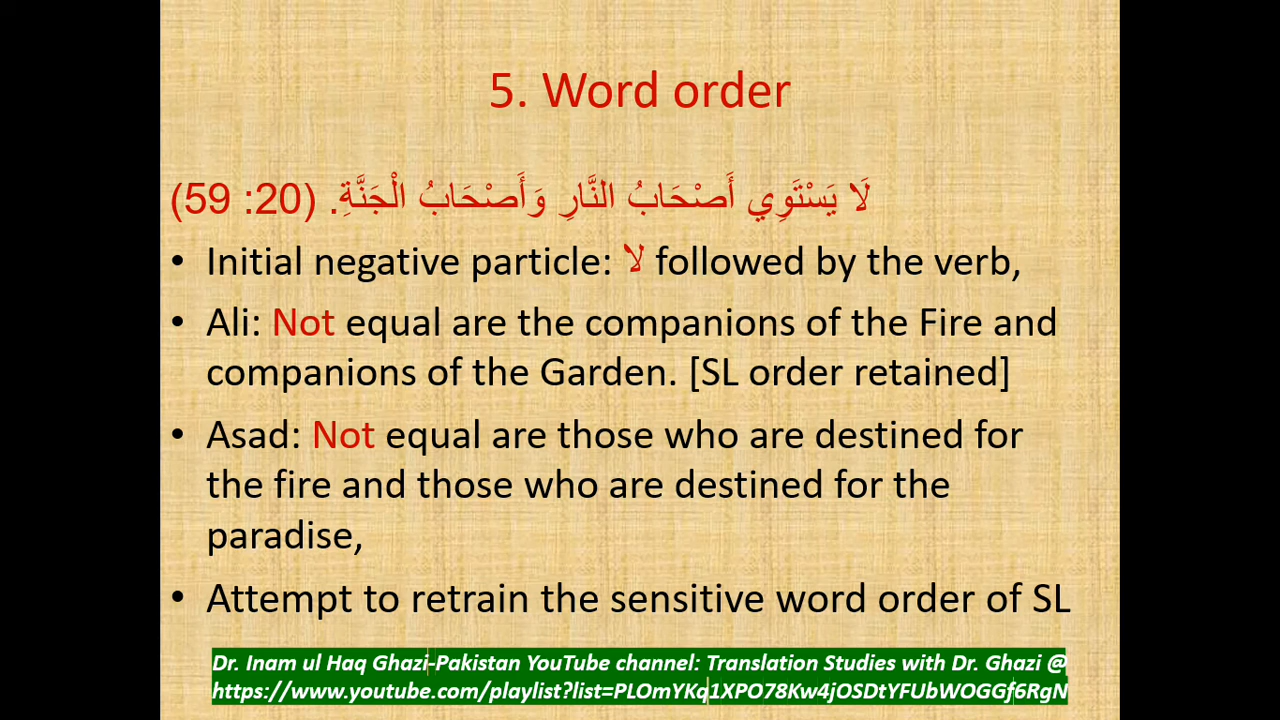 5. Word order
لَا يَسْتَوِي أَصْحَابُ النَّارِ وَأَصْحَابُ الْجَنَّةِ. (20: 59)
• Initial negative particle: لا followed by the verb,
• Ali: Not equal are the companions of the Fire and
companions of the Garden. [SL order retained]
• Asad: Not equal are those who are destined for
the fire and those who are destined for the
paradise,
• Attempt to retrain the sensitive word order of SL
Dr. Inam ul Haq Ghazi-Pakistan YouTube channel: Translation Studies with Dr. Ghazi @
https://www.youtube.com/playlist?list=PLOmYKq1XPO78Kw4jOSDtYFUbWOGGf6RgN